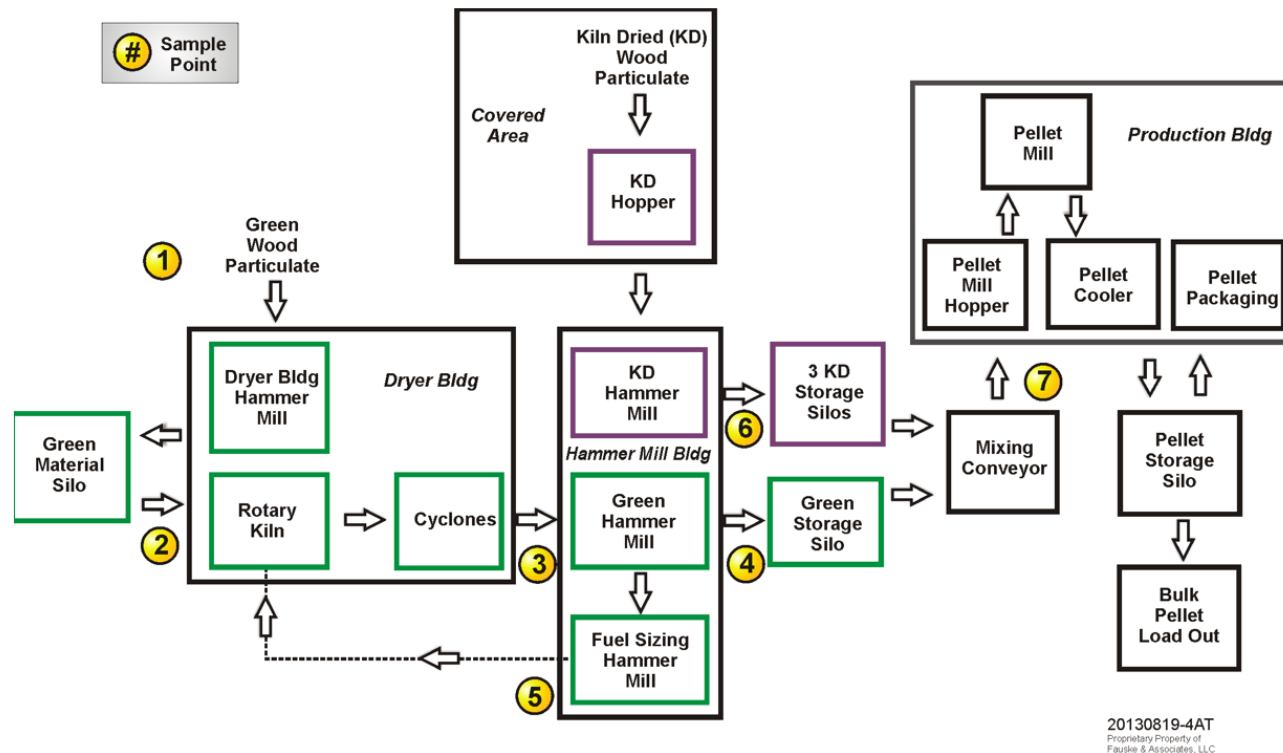 #
Sample
Point
Kiln Dried (KD)
Wood
Particulate
Covered
Area
KD
Hopper
Pellet
Mill
Production Bldg
Pellet
Mill
Hopper
Pellet
Cooler
Pellet
Packaging
1
Green
Wood
Particulate
Dryer Bldg
Hammer
Mill
Dryer Bldg
KD
Hammer
Mill
6
3 KD
Storage
Silos
7
Green
Material
Silo
2
Rotary
Kiln
Cyclones
3
Hammer Mill Bldg
Green
Hammer
Mill
4
Green
Storage
Silo
Mixing
Conveyor
Pellet
Storage
Silo
5
Fuel Sizing
Hammer
Mill
Bulk
Pellet
Load Out
20130819-4AT
Proprietary Property of
Fauske & Associates, LLC